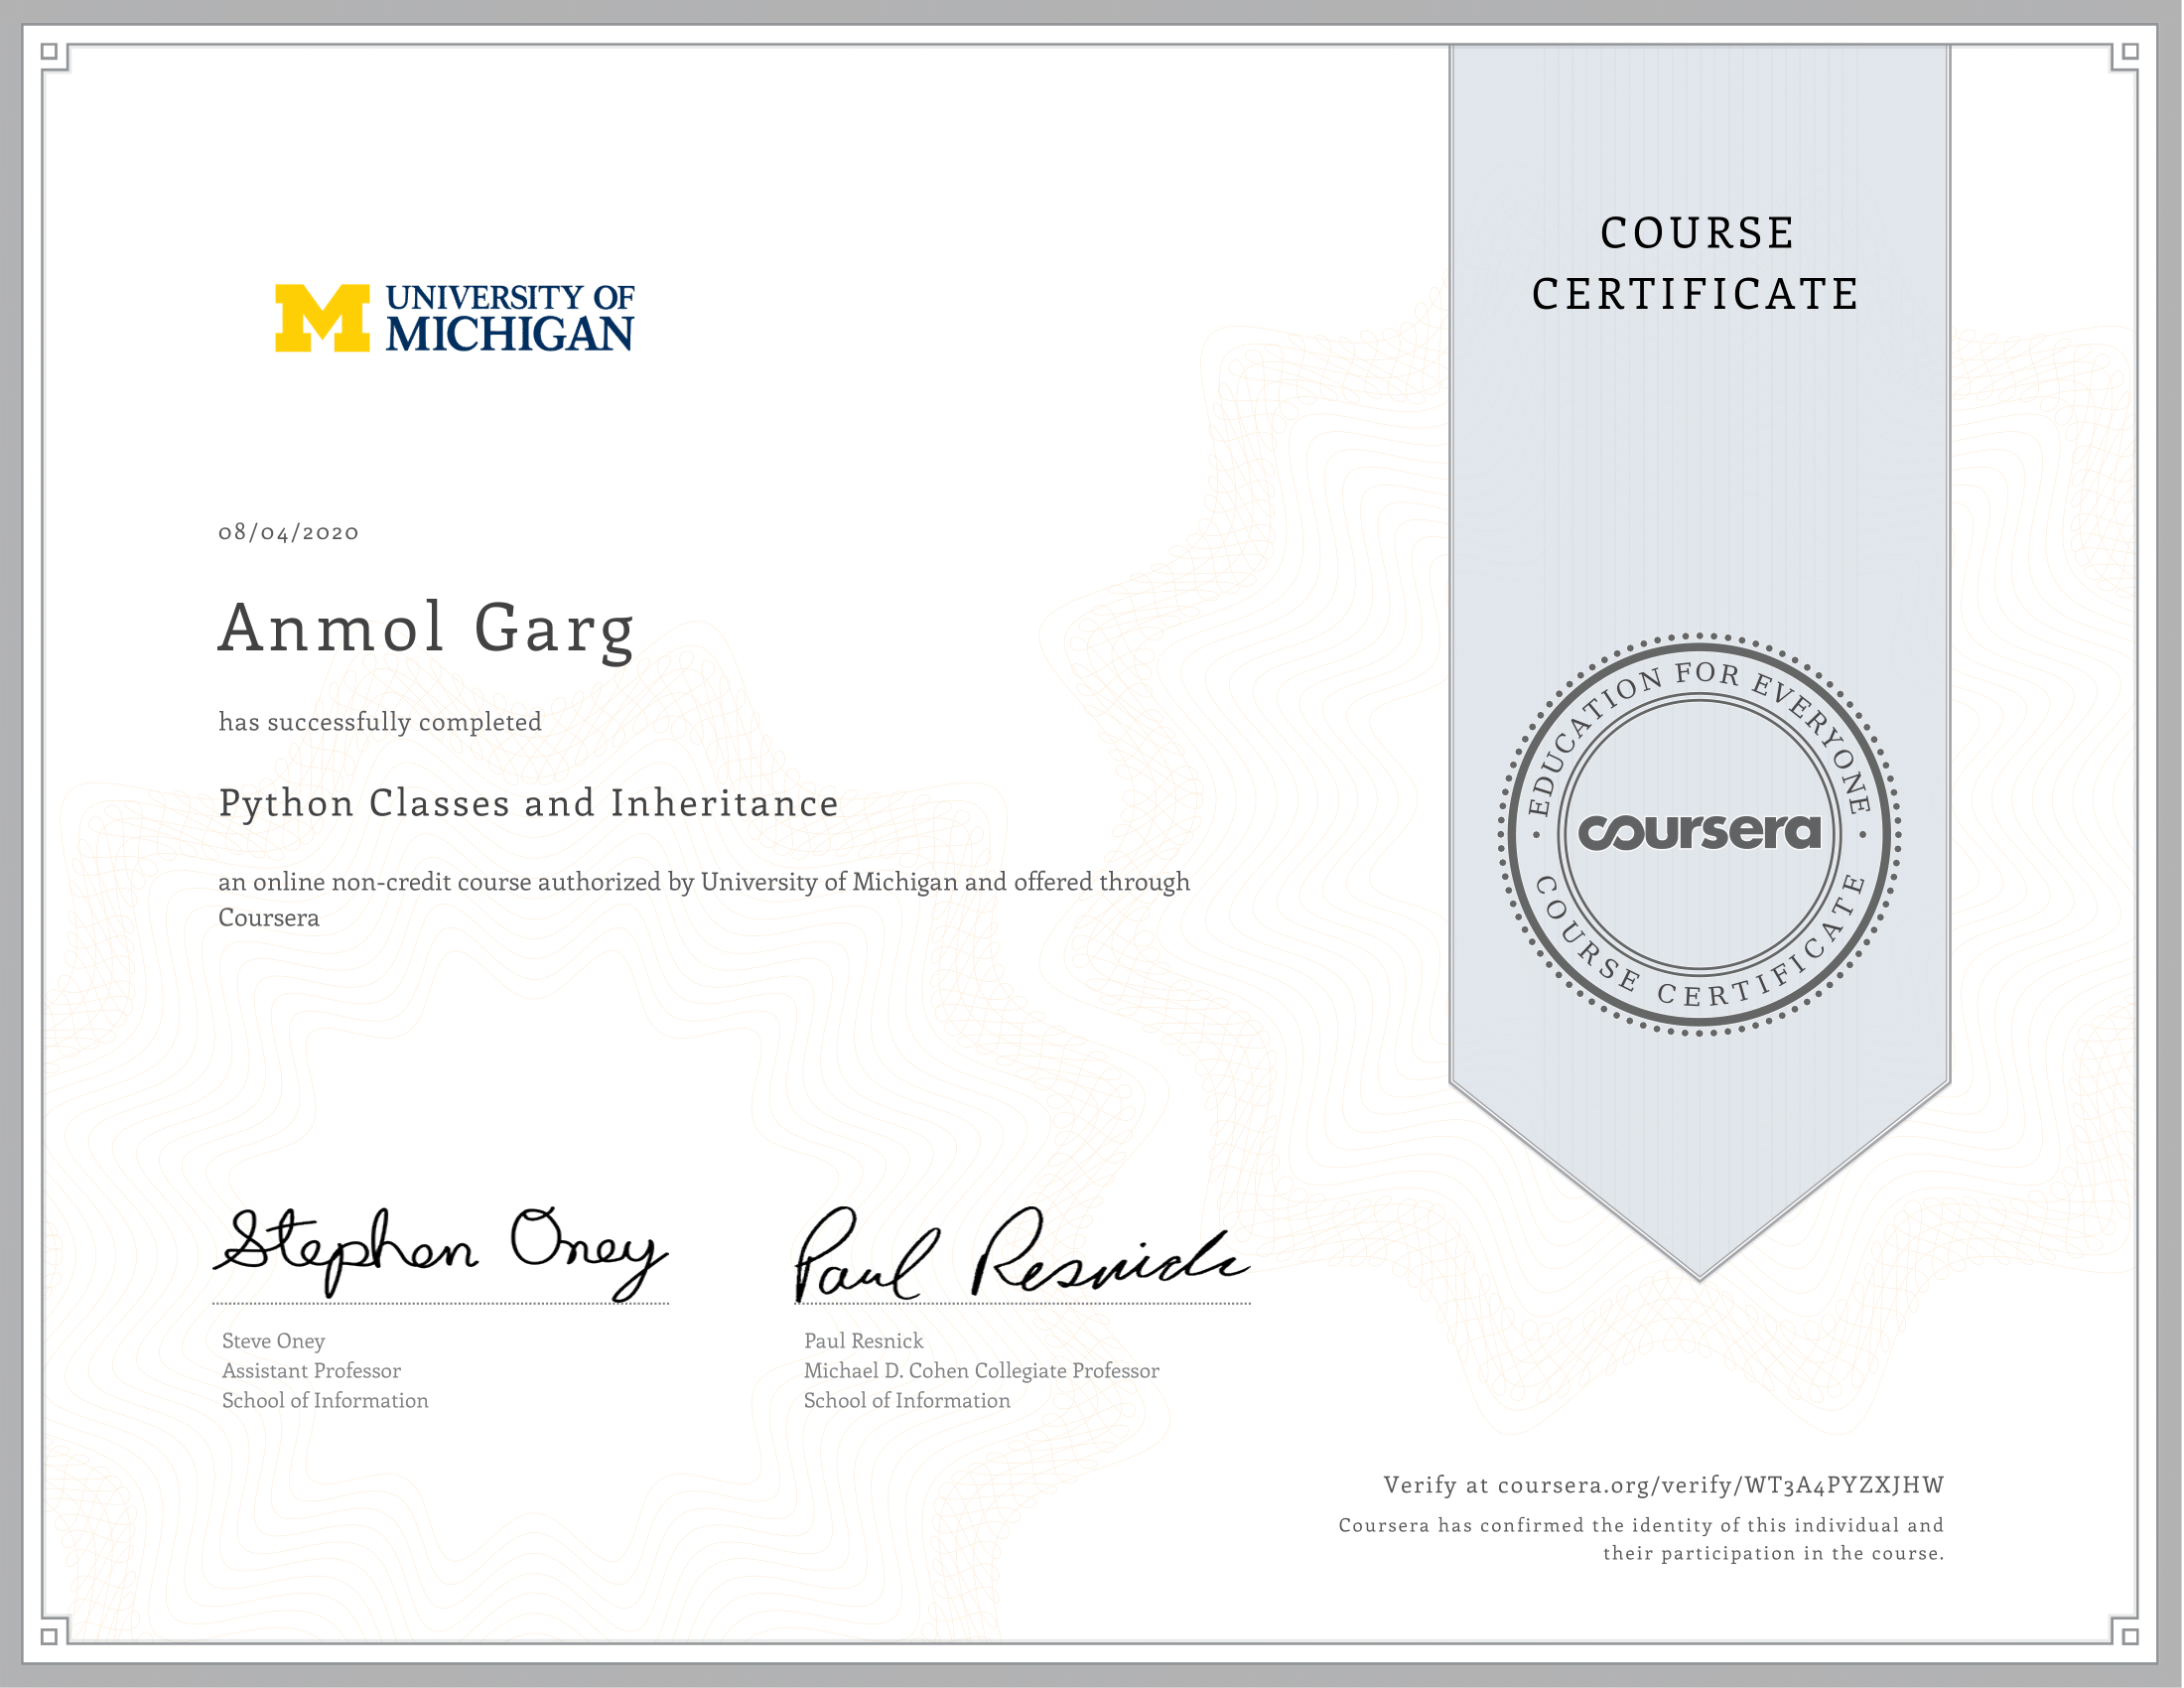 UNIVERSITY OF
MICHIGAN
COURSE
CERTIFICATE
08/04/2020
Anmol Garg
has successfully completed
Python Classes and Inheritance
an online non-credit course authorized by University of Michigan and offered through
Coursera
EDUCATION FOR EVERYONE
coursera
COURSE CERTIFICATE
Stephen Oney
Paul Resnick
Steve Oney
Assistant Professor
School of Information
Paul Resnick
Michael D. Cohen Collegiate Professor
School of Information
Verify at coursera.org/verify/WT3A4PYZXJHW
Coursera has confirmed the identity of this individual and
their participation in the course.